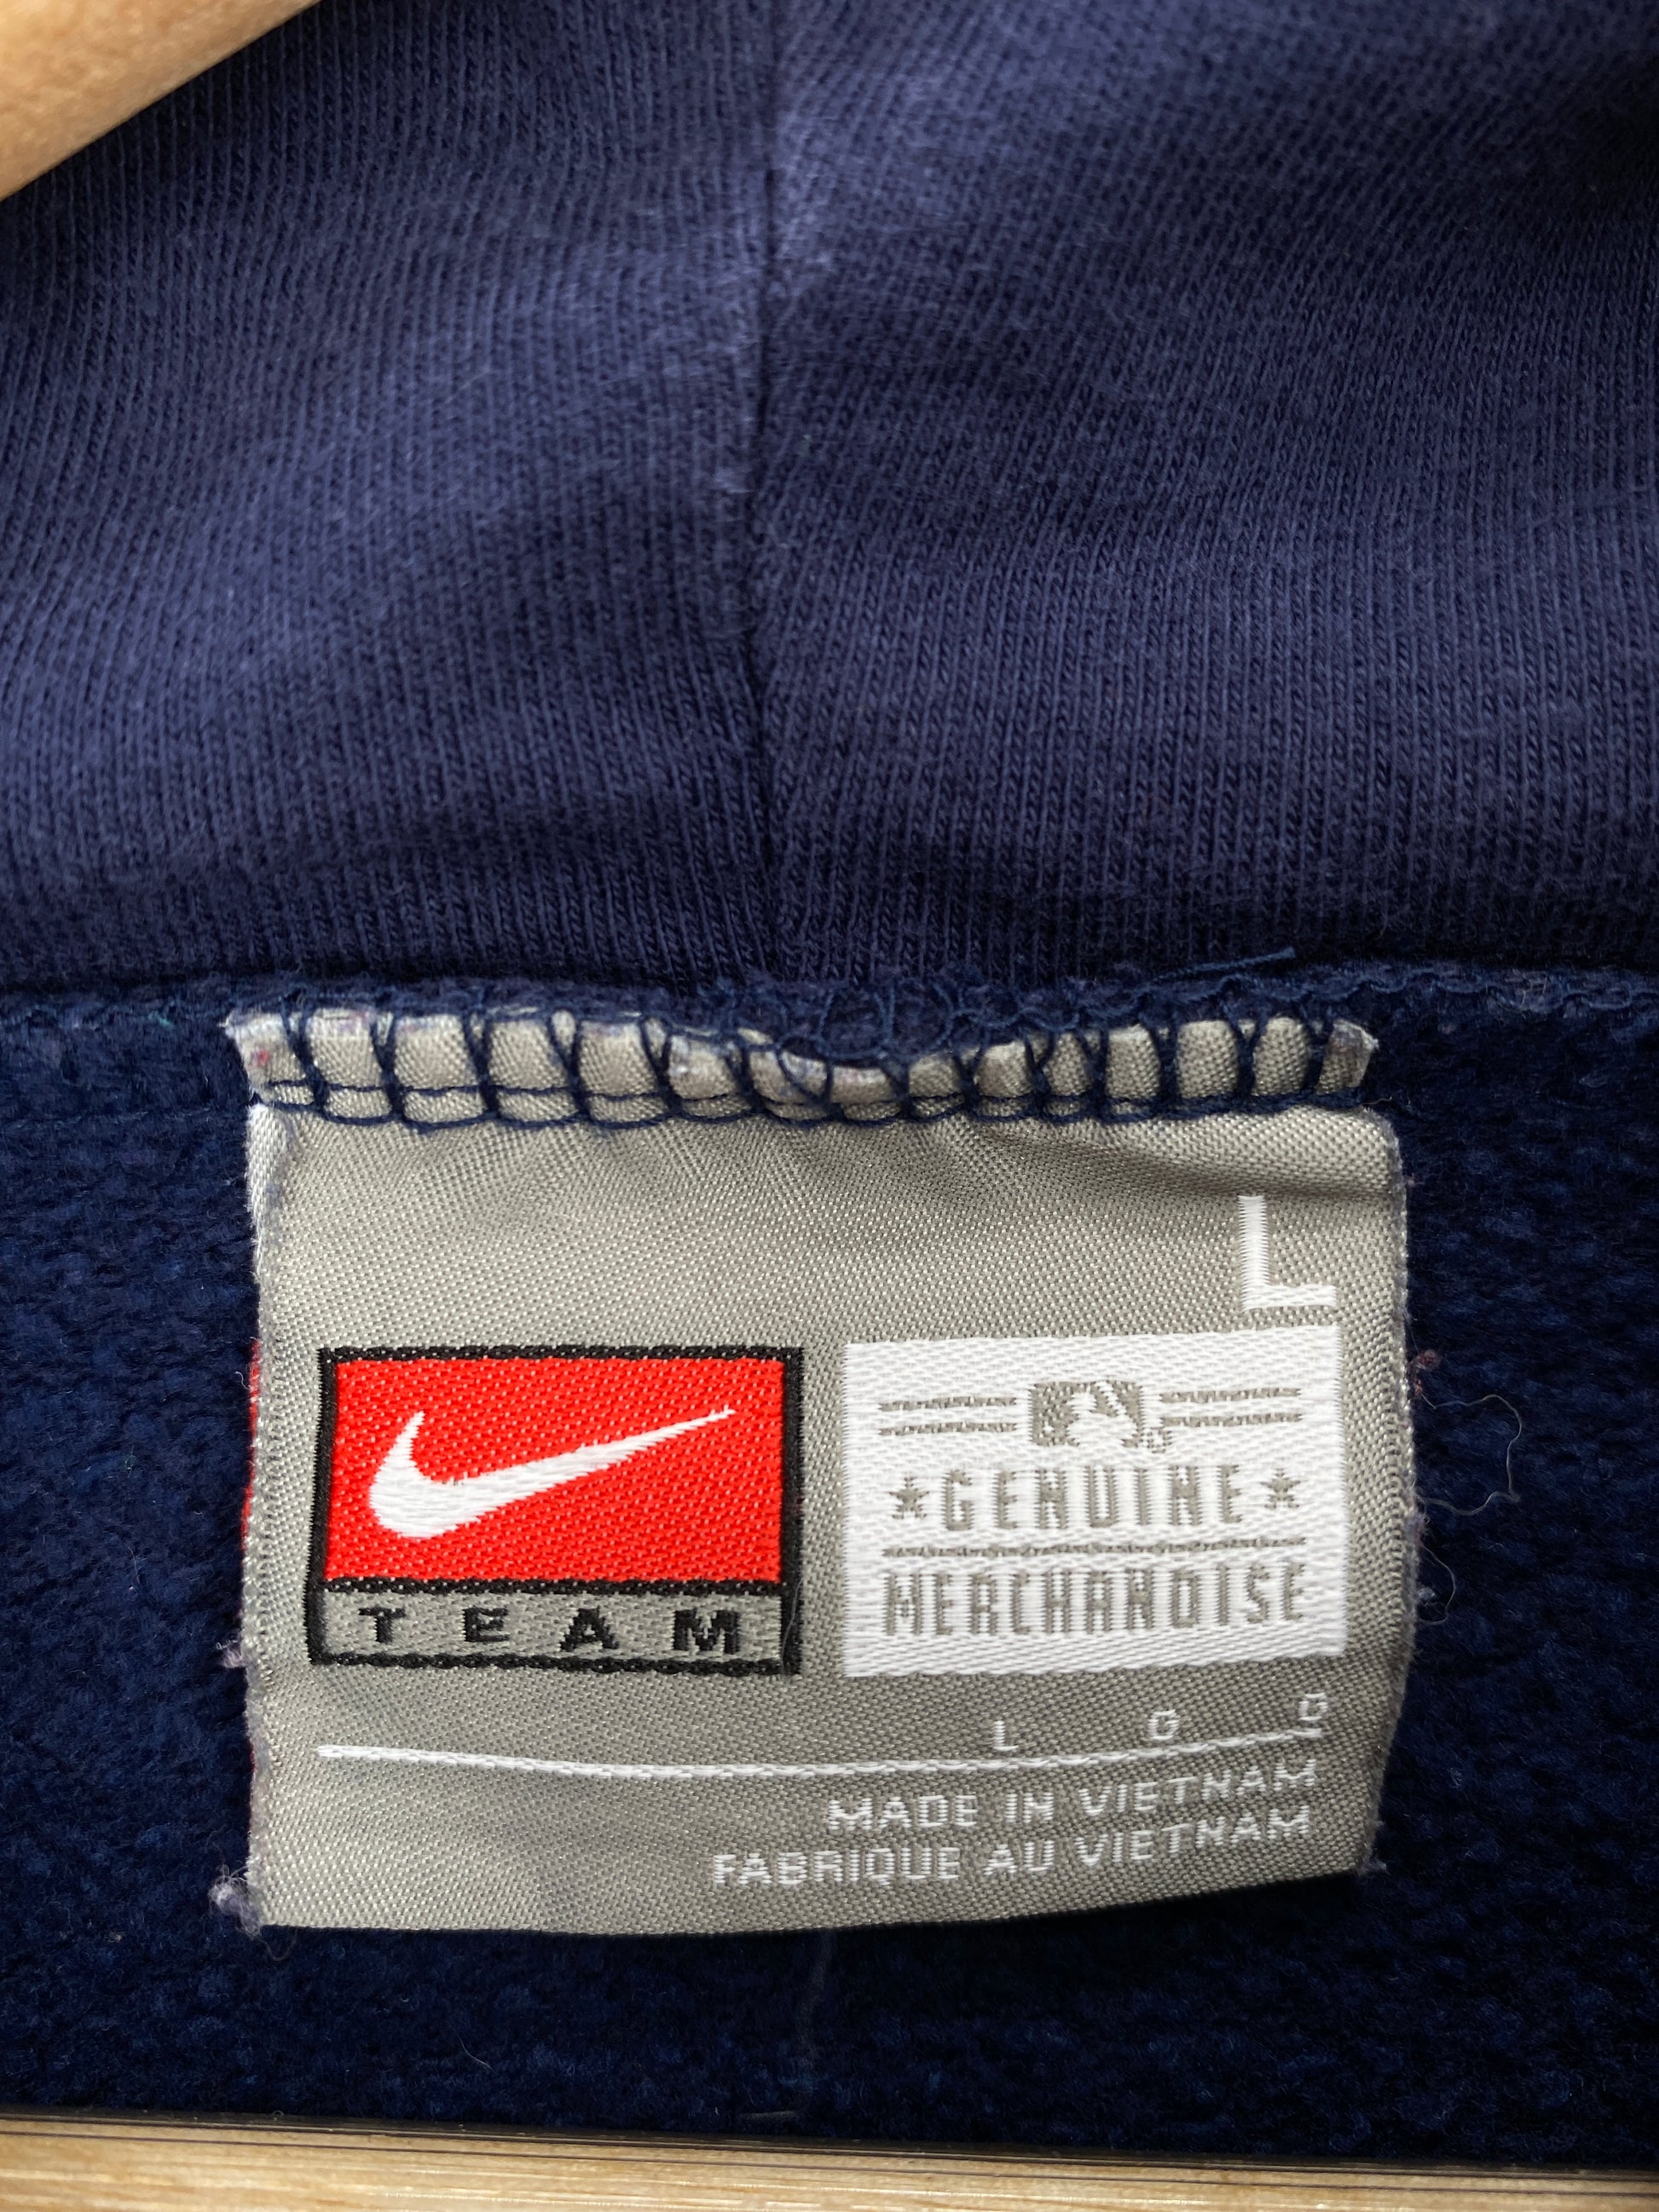 L
TEAM
GENUINE
MERCHANDISE
L G G
MADE IN VIETNAM
FABRIQUE AU VIETNAM